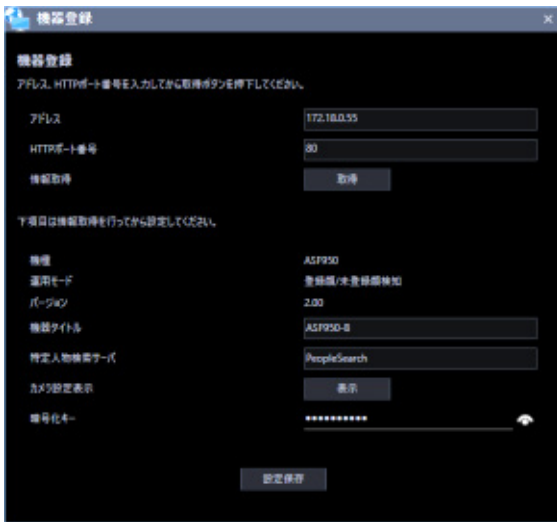 機器登録
機器登録
アドレス、HTTPポート番号を入力してから取得ボタンを押下してください。
アドレス 172.18.0.55
HTTPポート番号 80
情報取得 取得
下項目は情報取得を行ってから設定してください。
機種 ASF950
運用モード 登録顔/未登録顔検知
バージョン 2.00
機器タイトル ASF950-8
特定人物検索サーバ PeopleSearch
カメラ設定表示 表示
暗号化キー ••••••••••
設定保存